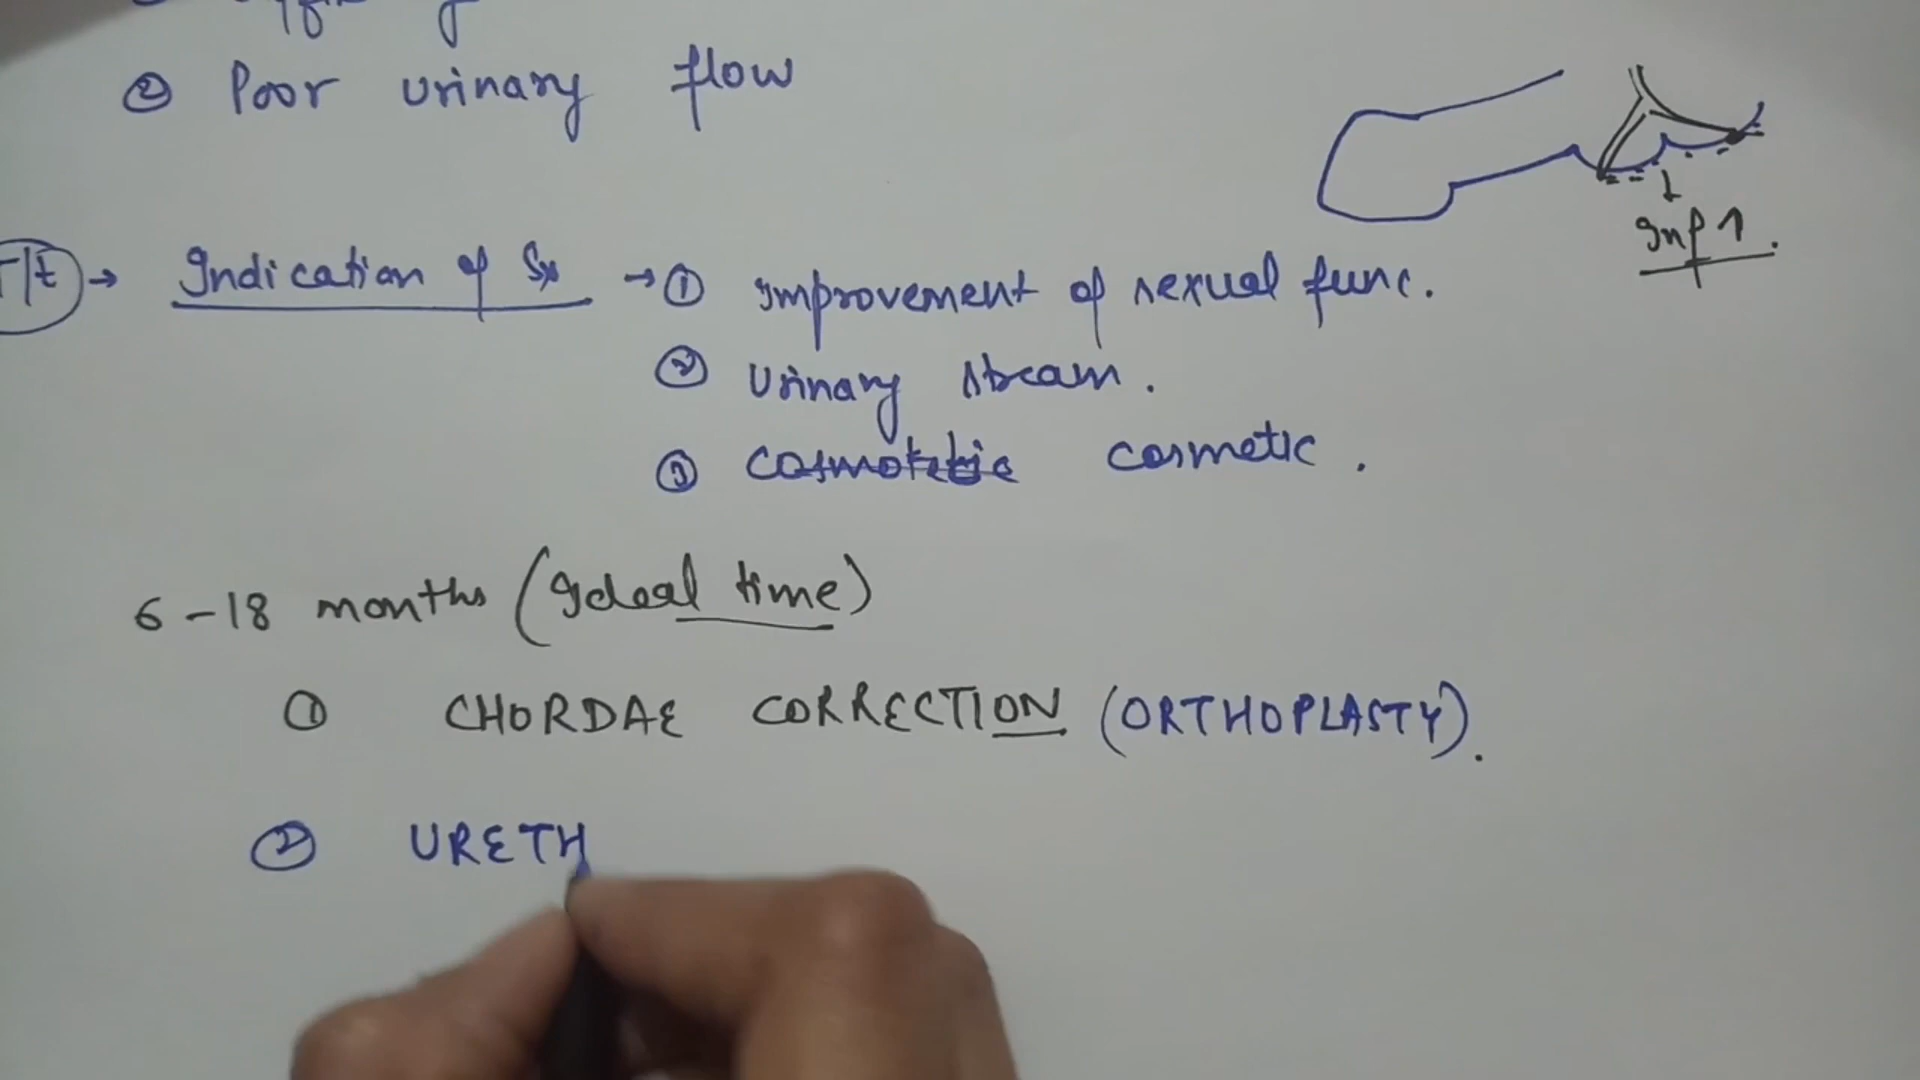 ② Poor urinary flow
T/t → Indication of Sx → ① Improvement of sexual func.
② Urinary stream.
③ cosmetic.
Inf ↑.
6-18 months (Ideal time)
① CHORDAE CORRECTION (ORTHOPLASTY).
② URETH